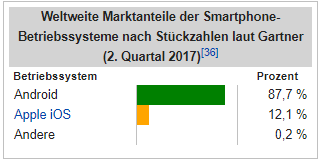 Weltweite Marktanteile der Smartphone-
Betriebssysteme nach Stückzahlen laut Gartner
(2. Quartal 2017)[36]
Betriebssystem Prozent
Android 87,7 %
Apple iOS 12,1 %
Andere 0,2 %